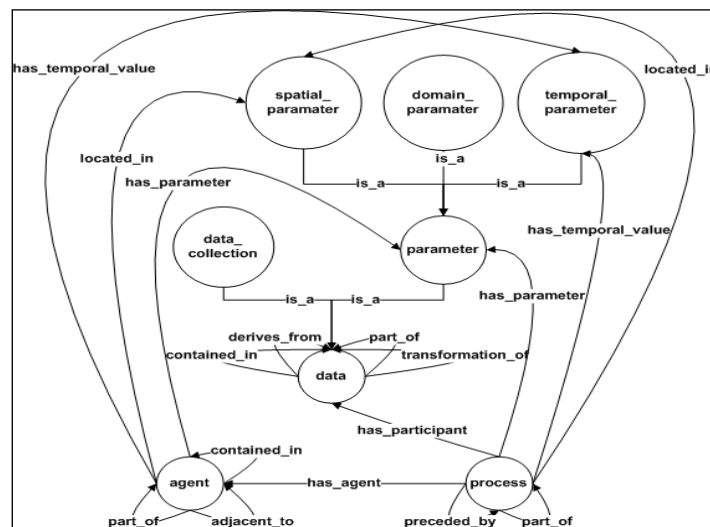 has_temporal_value
located_in
spatial_
paramater
domain_
paramater
temporal_
parameter
located_in
has_parameter
is_a
is_a
is_a
has_temporal_value
data_
collection
parameter
has_parameter
is_a
is_a
derives_from
part_of
contained_in
transformation_of
data
has_participant
contained_in
agent
has_agent
process
part_of
adjacent_to
preceded_by
part_of